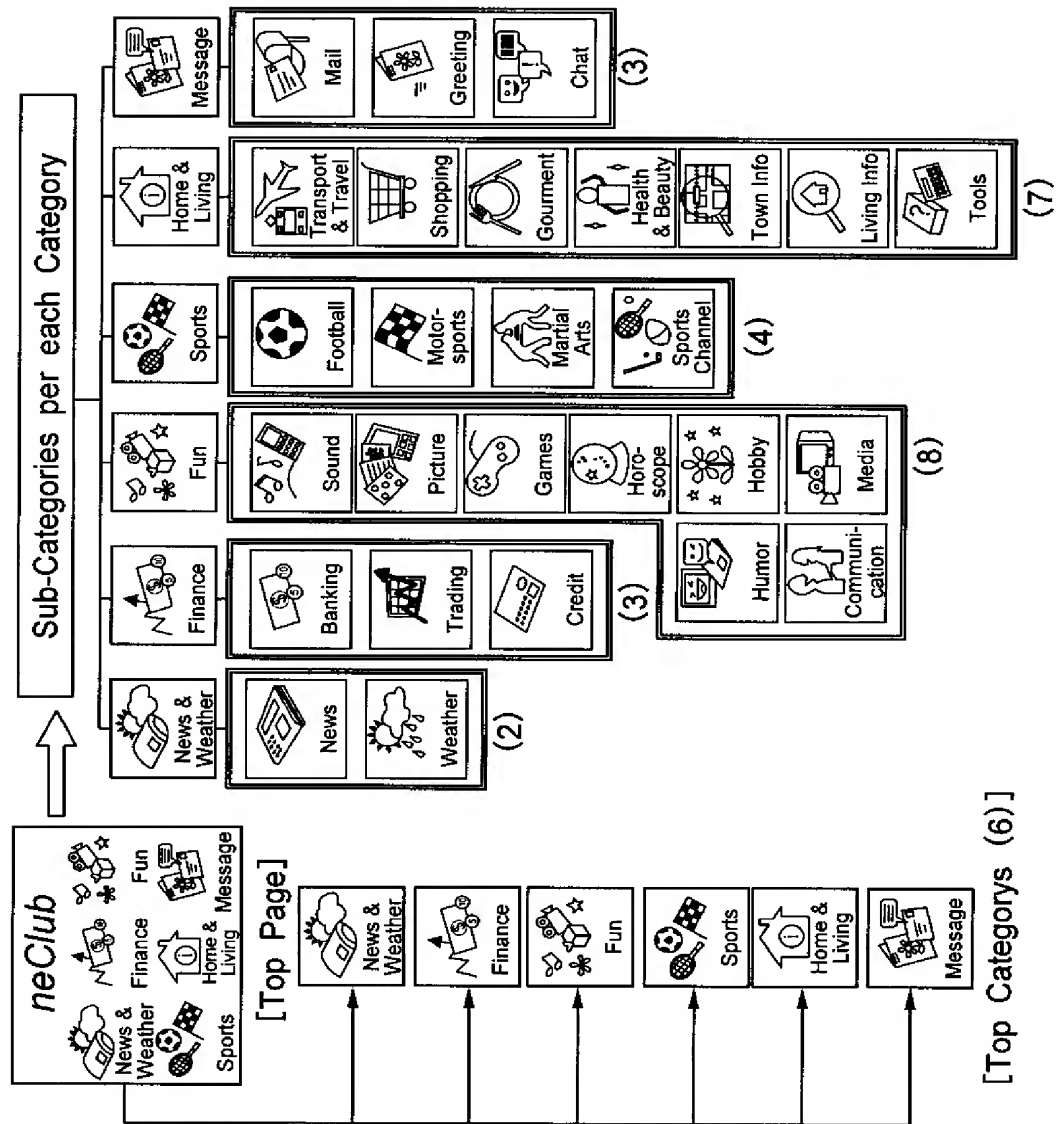 neClub
News &
Weather
Finance
Fun
Sports
Home &
Living
Message
[Top Page]
News &
Weather
Finance
Fun
Sports
Home &
Living
Message
[Top Categorys (6)]
Sub-Categories per each Category
News &
Weather
News
Weather
(2)
Finance
Banking
Trading
Credit
(3)
Fun
Sound
Picture
Games
Horo-
scope
Hobby
Media
Humor
Communi-
cation
(8)
Sports
Football
Motor-
sports
Martial
Arts
Sports
Channel
(4)
Home &
Living
Transport
& Travel
Shopping
Gourment
Health
& Beauty
Town Info
Living Info
Tools
(7)
Message
Mail
Greeting
Chat
(3)